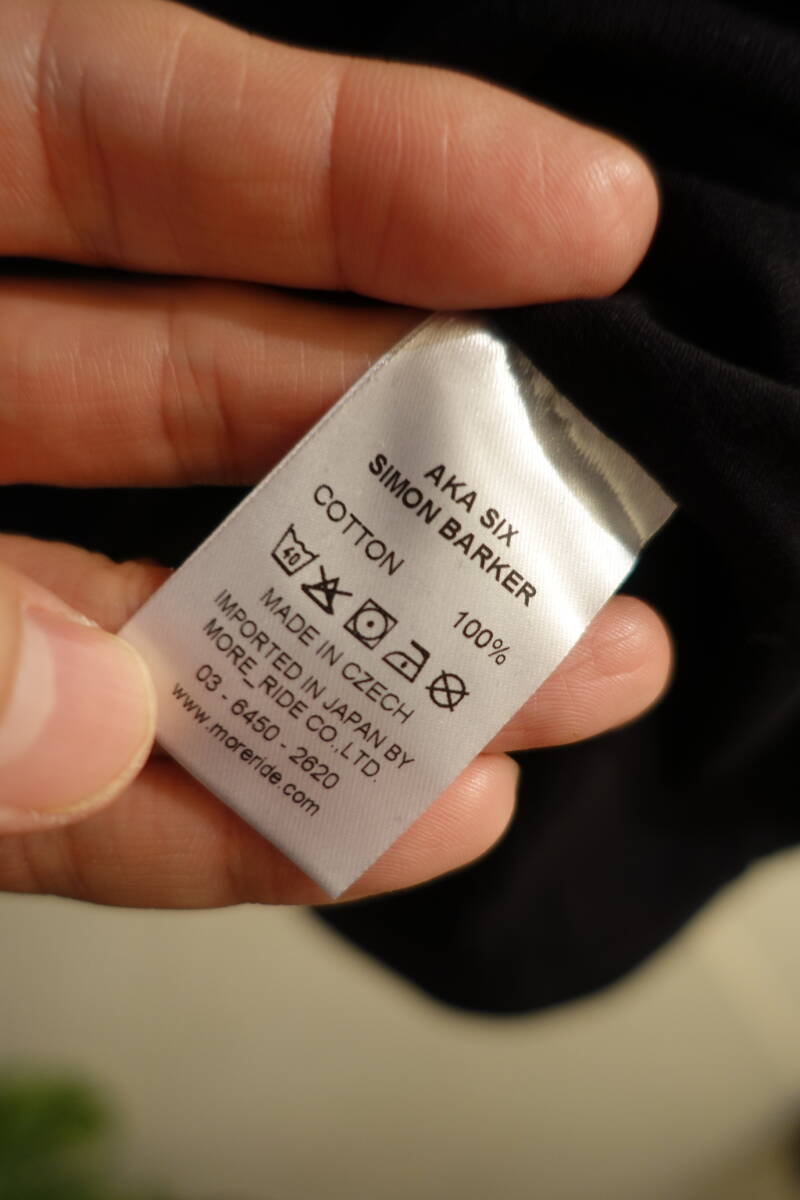 AKA SIX
SIMON BARKER
COTTON 100%
40
MADE IN CZECH
IMPORTED IN JAPAN BY
MORE_RIDE CO.,LTD.
03 - 6450 - 2620
www.moreride.com